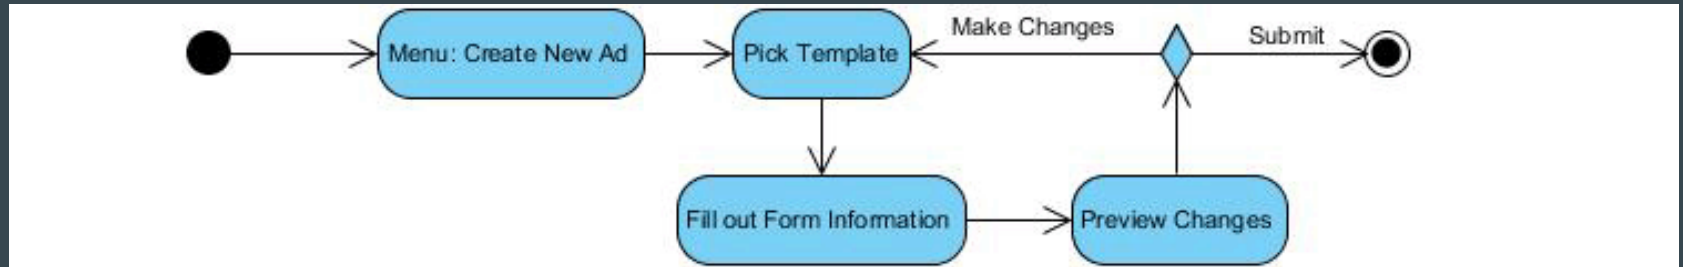 Menu: Create New Ad
Pick Template
Make Changes
Submit
Fill out Form Information
Preview Changes